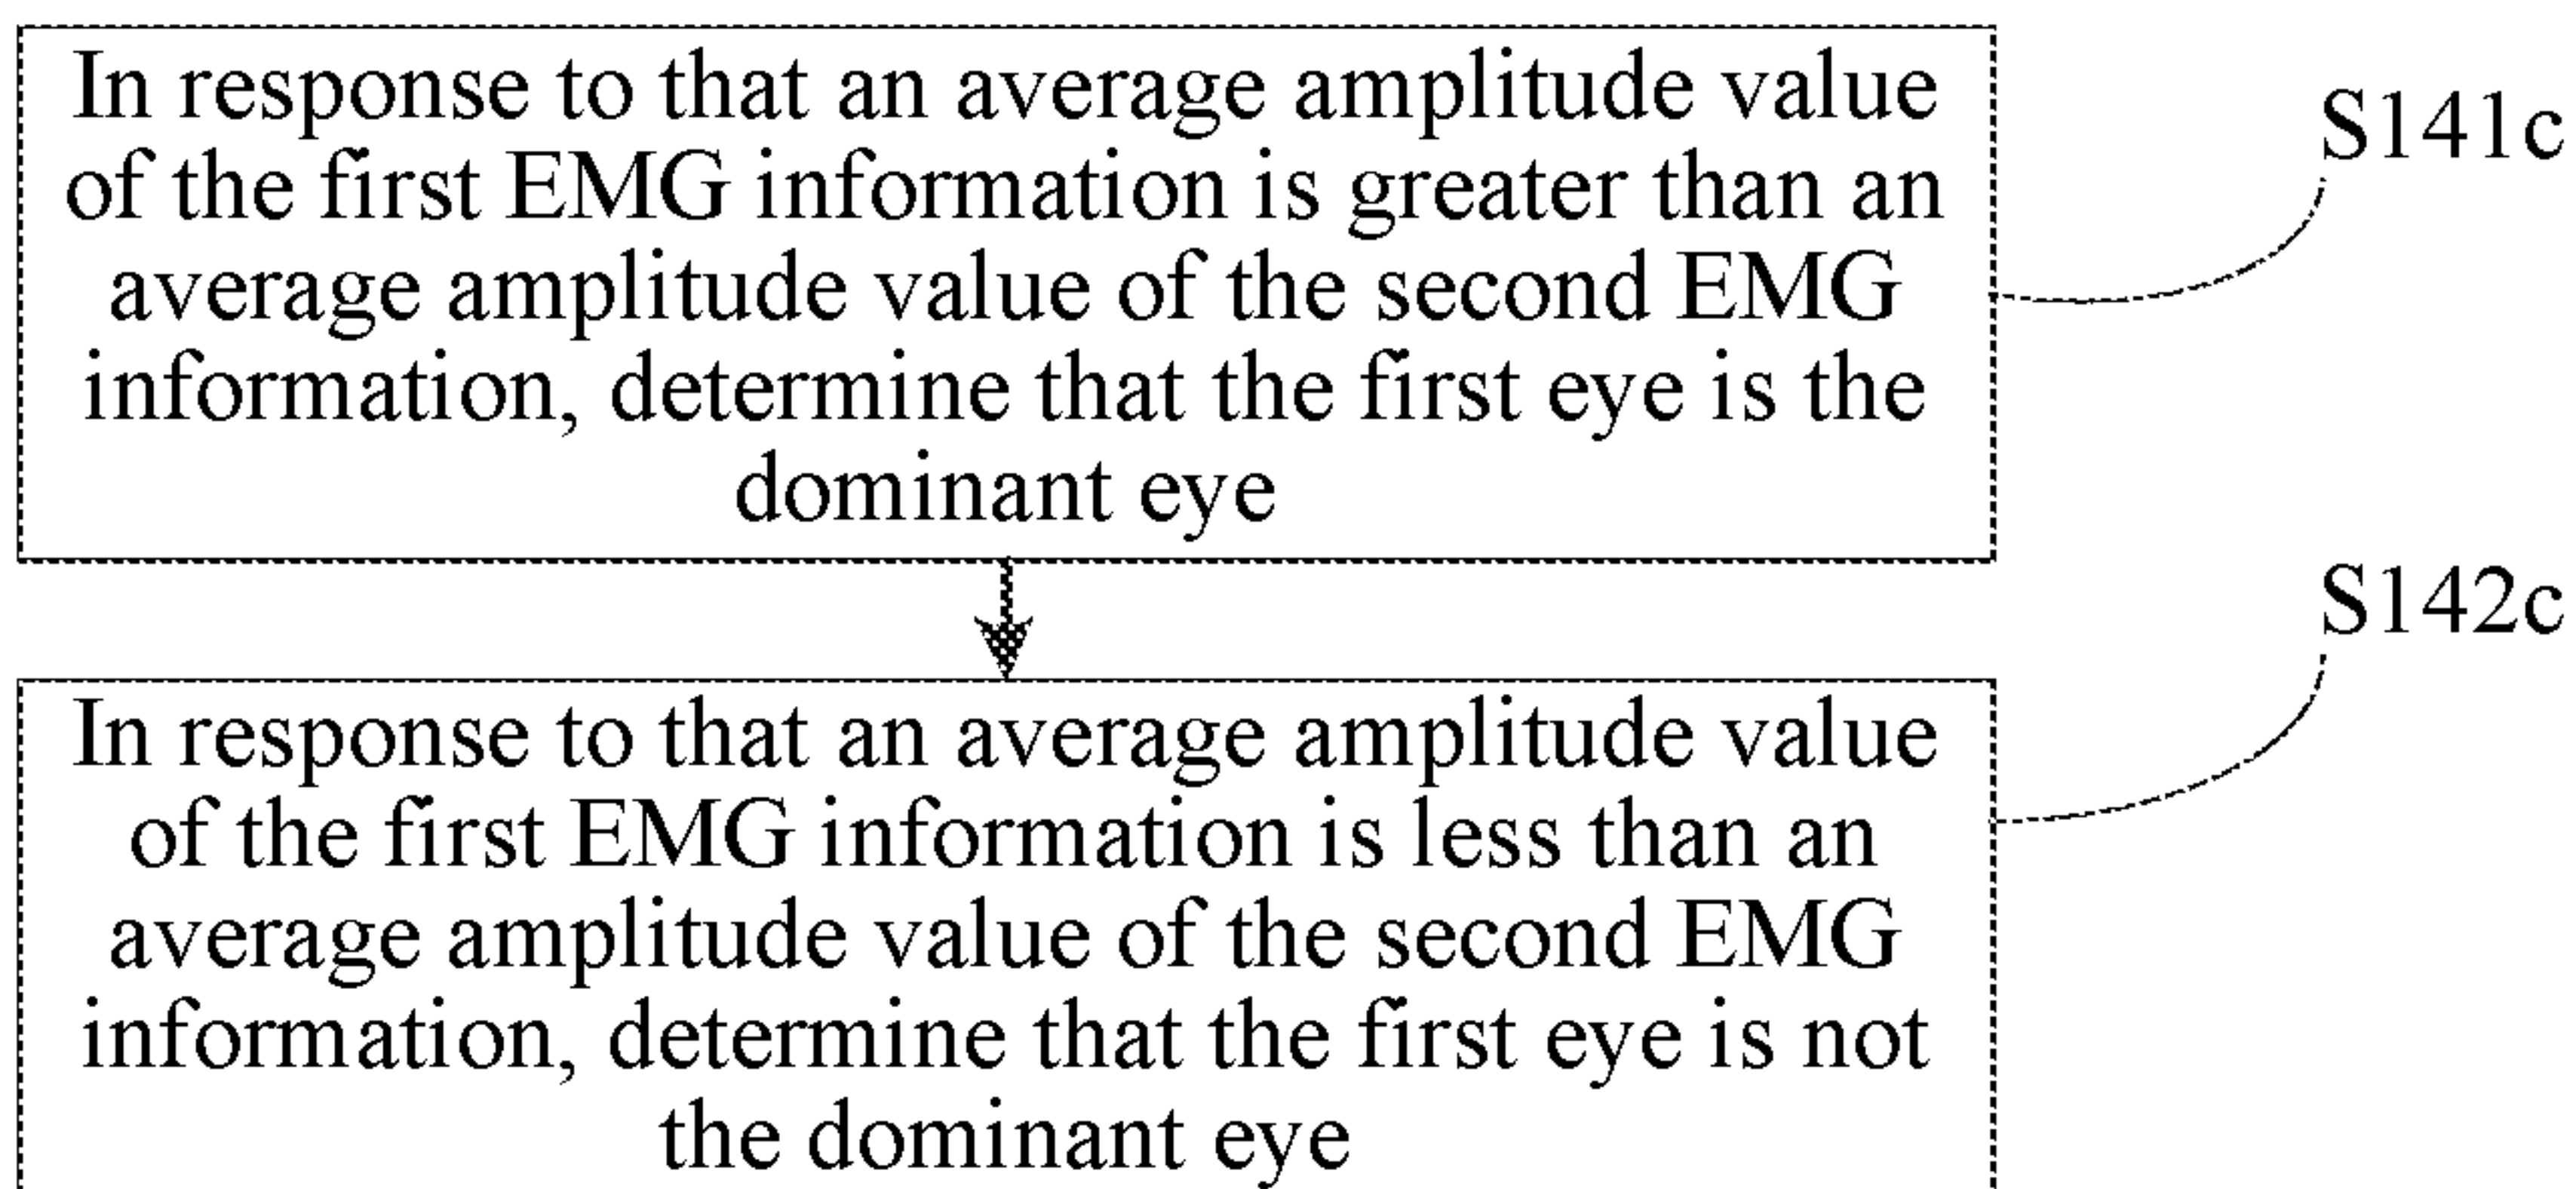 In response to that an average amplitude value
of the first EMG information is greater than an
average amplitude value of the second EMG
information, determine that the first eye is the
dominant eye
S141c
In response to that an average amplitude value
of the first EMG information is less than an
average amplitude value of the second EMG
information, determine that the first eye is not
the dominant eye
S142c